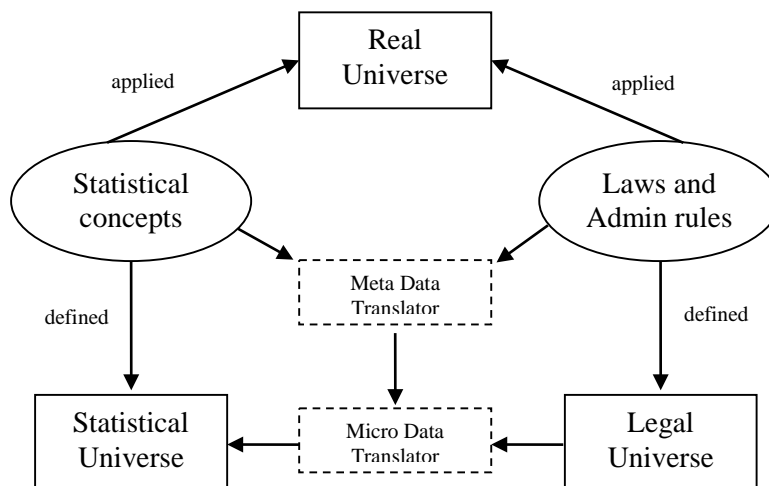 Real
Universe
applied
applied
Statistical
concepts
Laws and
Admin rules
Meta Data
Translator
defined
defined
Statistical
Universe
Micro Data
Translator
Legal
Universe